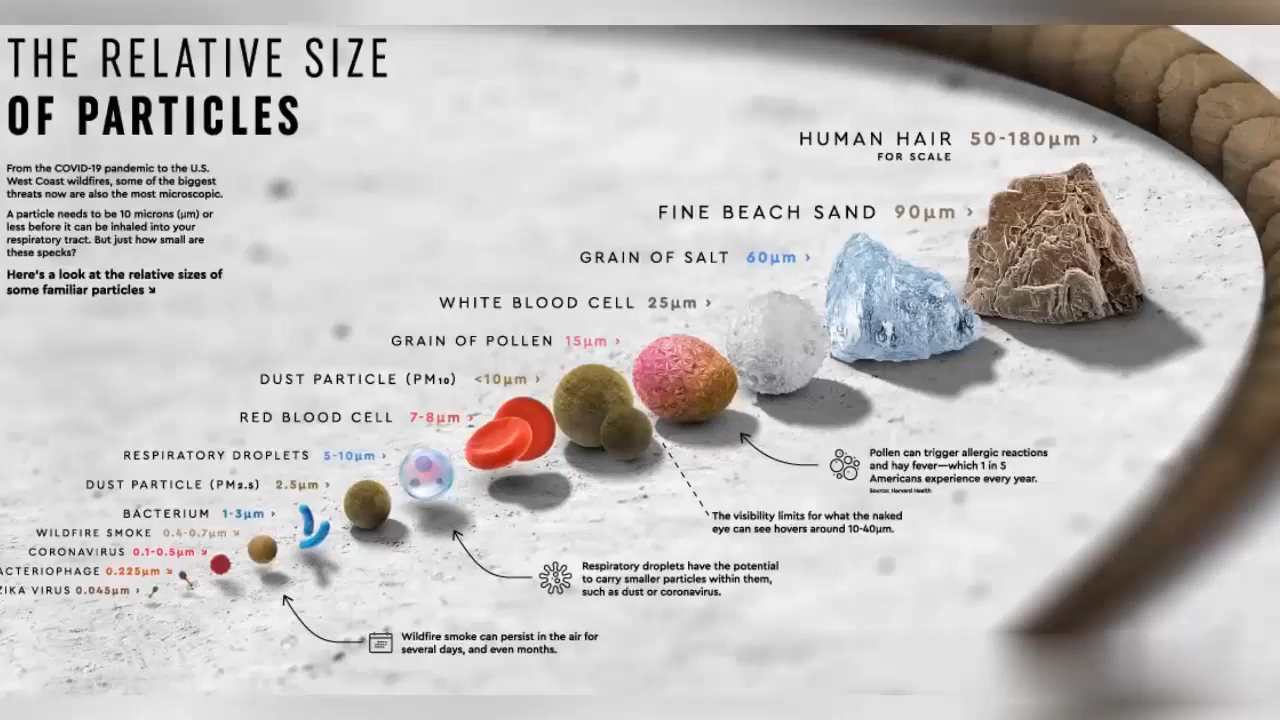 THE RELATIVE SIZE
OF PARTICLES
From the COVID-19 pandemic to the U.S.
West Coast wildfires, some of the biggest
threats now are also the most microscopic.
A particle needs to be 10 microns (µm) or
less before it can be inhaled into your
respiratory tract. But just how small are
these specks?
Here's a look at the relative sizes of
some familiar particles
HUMAN HAIR 50-180µm
FOR SCALE
FINE BEACH SAND 90µm
GRAIN OF SALT 60µm
WHITE BLOOD CELL 25µm
GRAIN OF POLLEN 15µm
DUST PARTICLE (PM10) <10µm
RED BLOOD CELL 7-8µm
RESPIRATORY DROPLETS 5-10µm
DUST PARTICLE (PM2.5) 2.5µm
BACTERIUM 1-3µm
WILDFIRE SMOKE 0.4-0.7µm
CORONAVIRUS 0.1-0.5µm
ACTERIOPHAGE 0.225µm
ZIKA VIRUS 0.045µm
Pollen can trigger allergic reactions
and hay fever—which 1 in 5
Americans experience every year.
Source: Harvard Health
The visibility limits for what the naked
eye can see hovers around 10-40µm.
Respiratory droplets have the potential
to carry smaller particles within them,
such as dust or coronavirus.
Wildfire smoke can persist in the air for
several days, and even months.